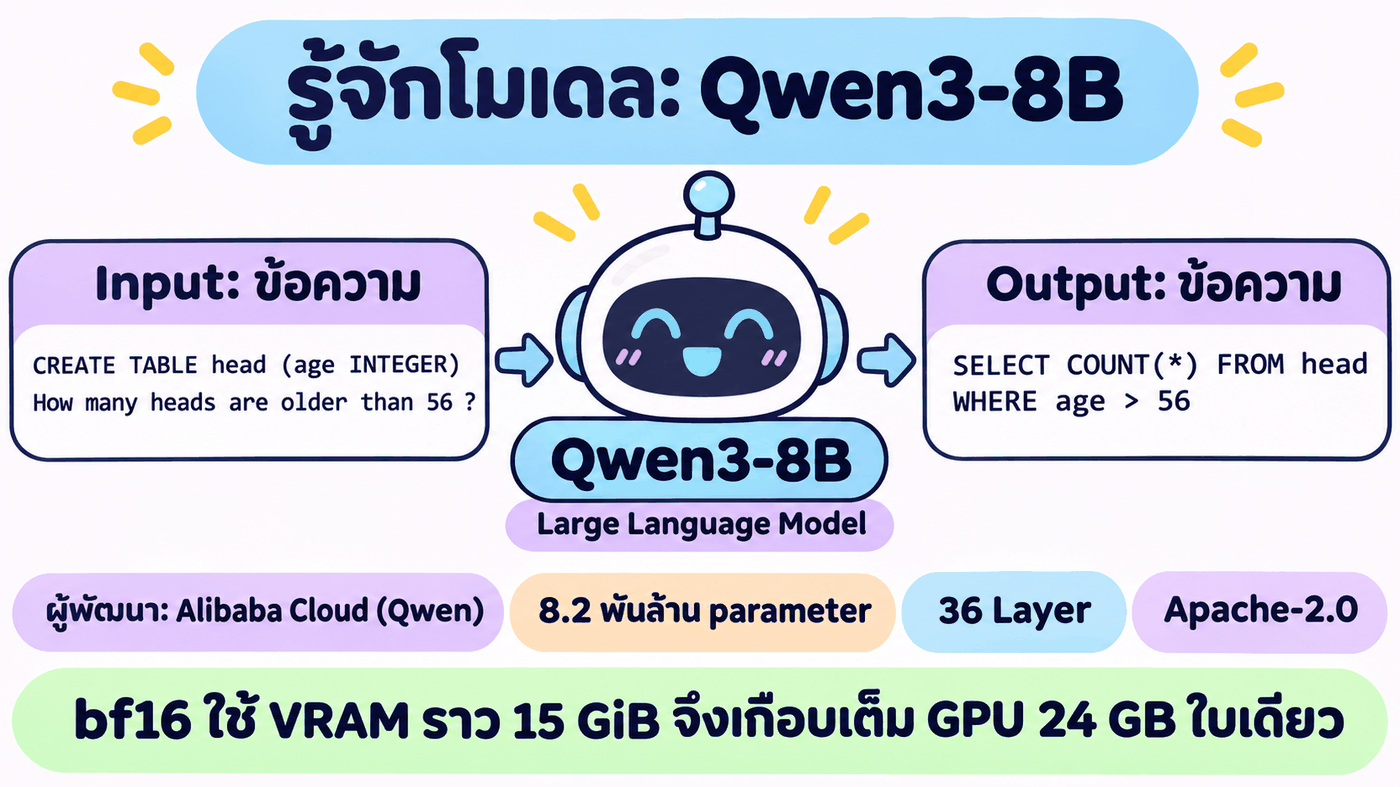 รู้จักโมเดล: Qwen3-8B
Input: ข้อความ
CREATE TABLE head (age INTEGER)
How many heads are older than 56 ?
Output: ข้อความ
SELECT COUNT(*) FROM head
WHERE age > 56
Qwen3-8B
Large Language Model
ผู้พัฒนา: Alibaba Cloud (Qwen)
8.2 พันล้าน parameter
36 Layer
Apache-2.0
bf16 ใช้ VRAM ราว 15 GiB จึงเกือบเต็ม GPU 24 GB ใบเดียว